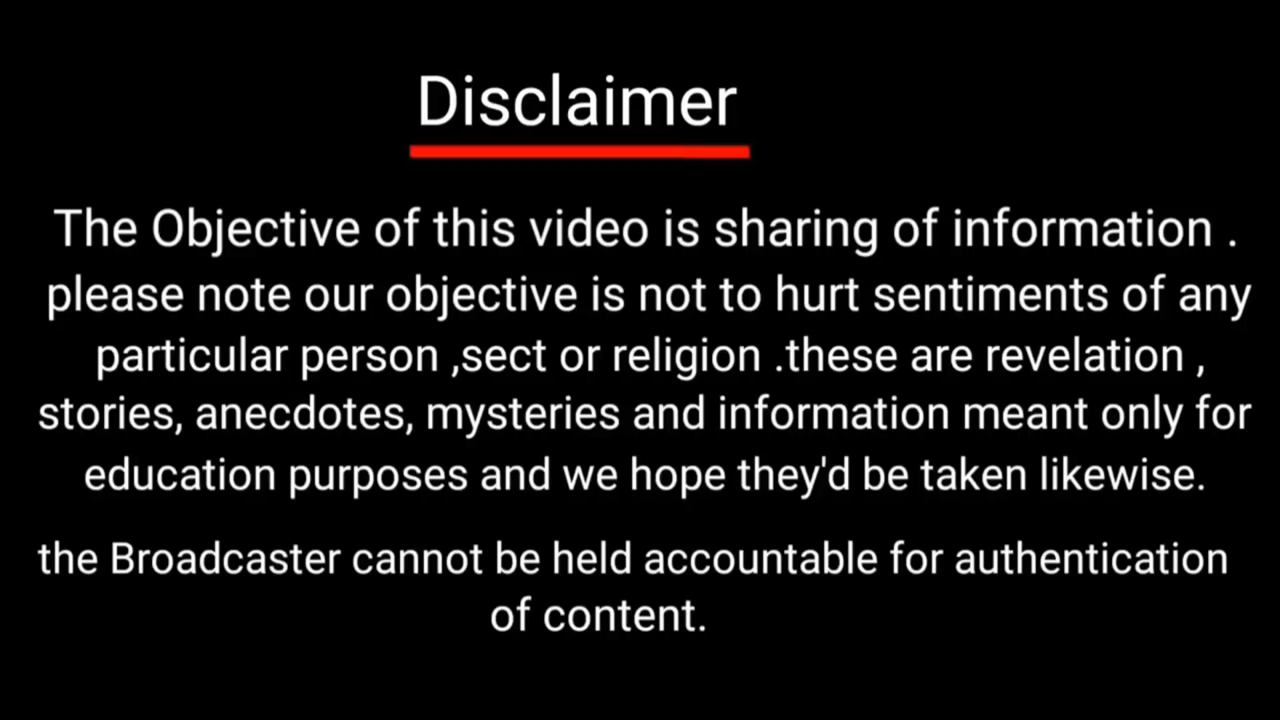 Disclaimer
The Objective of this video is sharing of information .
please note our objective is not to hurt sentiments of any
particular person ,sect or religion .these are revelation ,
stories, anecdotes, mysteries and information meant only for
education purposes and we hope they'd be taken likewise.
the Broadcaster cannot be held accountable for authentication
of content.